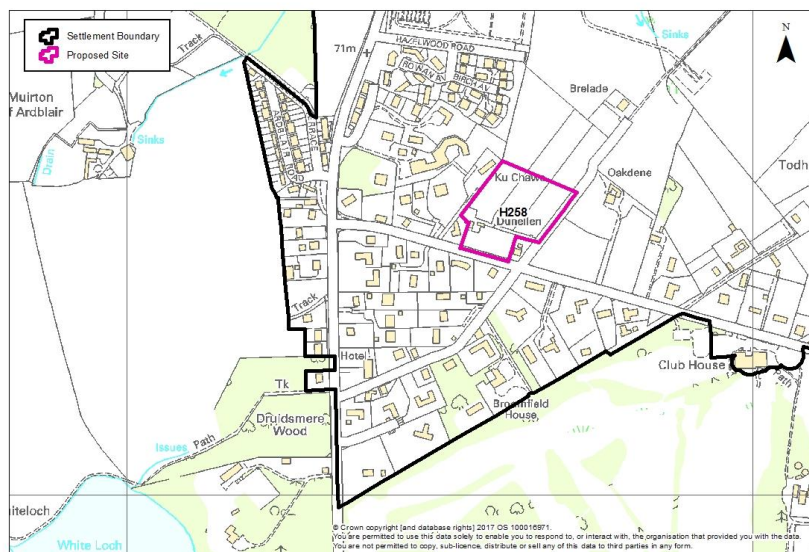 Settlement Boundary
Proposed Site
N
Track
71m
HAZELWOOD ROAD
ROWAN AV
BIRCH AV
Sinks
Muirton
of Ardblair
Sinks
Drain
ARDBLAIR
ROAD
Brelade
Ku Chawa
H258
Dunellen
Oakdene
Track
Hotel
Tk
Club House
Path
Druidsmere
Wood
Broomfield
House
Issues
Path
White Loch
© Crown copyright [and database rights] 2017 OS 100016971.
You are permitted to use this data solely to enable you to respond to, or interact with, the organisation that provided you with the data.
You are not permitted to copy, sub-licence, distribute or sell any of this data to third parties in any form.